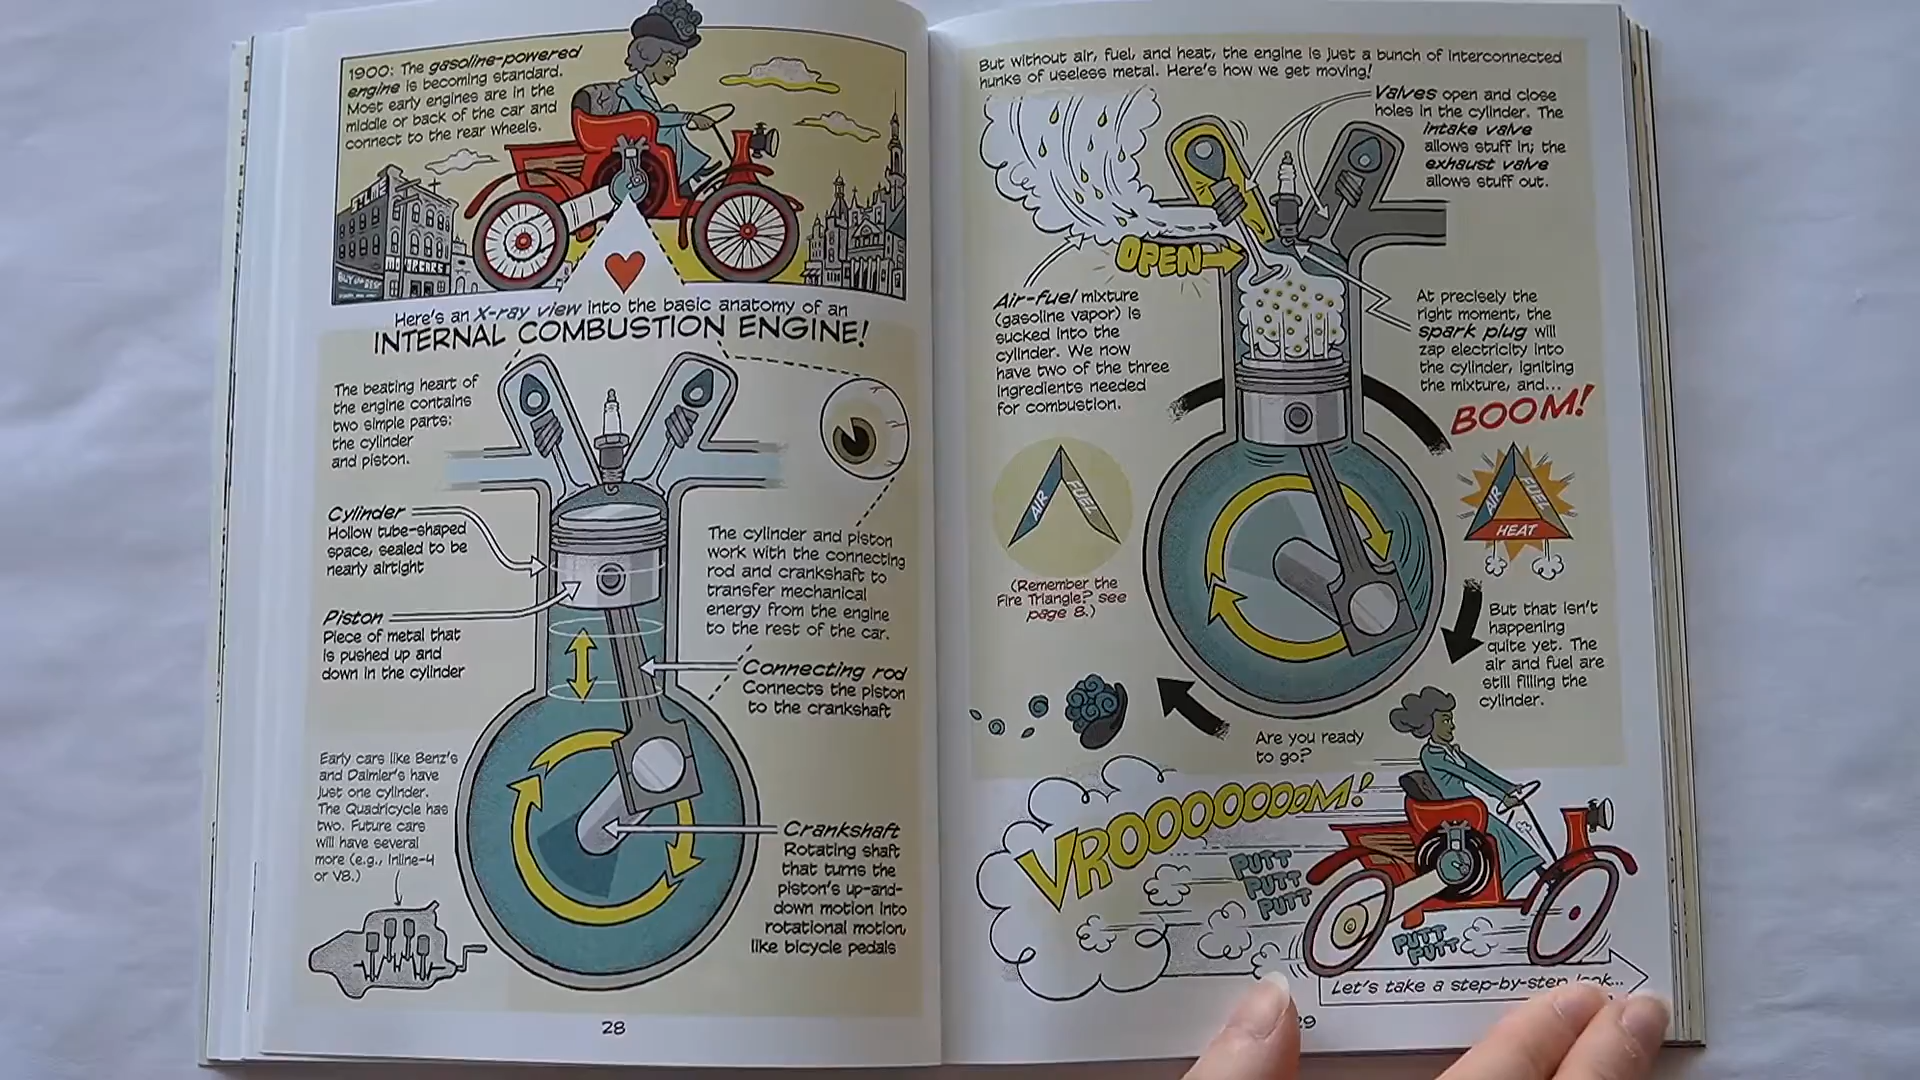 1900: The gasoline-powered
engine is becoming standard.
Most early engines are in the
middle or back of the car and
connect to the rear wheels.
Here's an X-ray view into the basic anatomy of an
INTERNAL COMBUSTION ENGINE!
The beating heart of
the engine contains
two simple parts:
the cylinder
and piston.
Cylinder
Hollow tube-shaped
space, sealed to be
nearly airtight
Piston
Piece of metal that
is pushed up and
down in the cylinder
The cylinder and piston
work with the connecting
rod and crankshaft to
transfer mechanical
energy from the engine
to the rest of the car.
Connecting rod
Connects the piston
to the crankshaft
Early cars like Benz's
and Daimler's have
just one cylinder.
The Quadricycle has
two. Future cars
will have several
more (e.g., inline-4
or V8.)
Crankshaft
Rotating shaft
that turns the
piston's up-and-
down motion into
rotational motion,
like bicycle pedals
28
But without air, fuel, and heat, the engine is just a bunch of interconnected
hunks of useless metal. Here's how we get moving!
Valves open and close
holes in the cylinder. The
intake valve
allows stuff in; the
exhaust valve
allows stuff out.
OPEN
Air-fuel mixture
(gasoline vapor) is
sucked into the
cylinder. We now
have two of the three
ingredients needed
for combustion.
At precisely the
right moment, the
spark plug will
zap electricity into
the cylinder, igniting
the mixture, and...
BOOM!
AIR
FUEL
AIR
FUEL
HEAT
(Remember the
Fire Triangle? see
page 8.)
But that isn't
happening
quite yet. The
air and fuel are
still filling the
cylinder.
Are you ready
to go?
VROOOOOOOM!
PUTT
PUTT
PUTT
PUTT
PUTT
Let's take a step-by-step look...
29